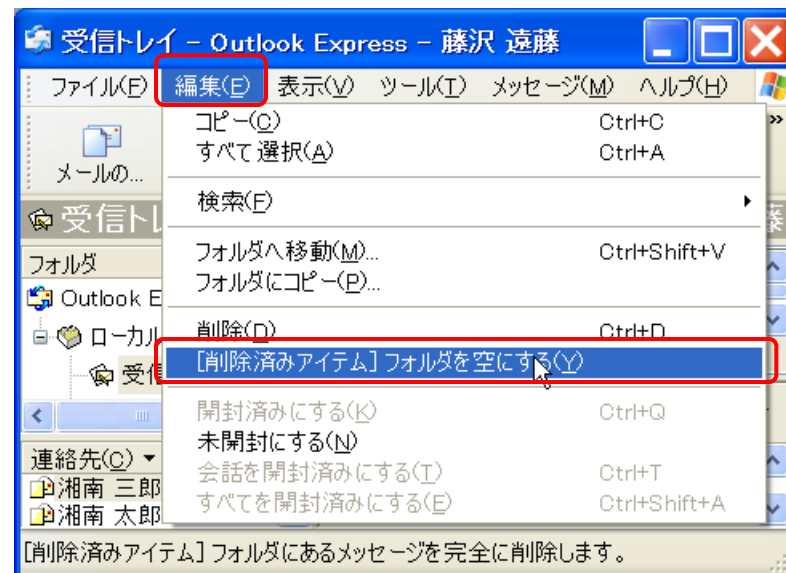 受信トレイ - Outlook Express - 藤沢 遠藤
ファイル(F) 編集(E) 表示(V) ツール(T) メッセージ(M) ヘルプ(H)
コピー(C) Ctrl+C
すべて選択(A) Ctrl+A
検索(F)
フォルダへ移動(M)... Ctrl+Shift+V
フォルダにコピー(P)...
削除(D) Ctrl+D
[削除済みアイテム] フォルダを空にする(Y)
開封済みにする(K) Ctrl+Q
未開封にする(N)
会話を開封済みにする(T) Ctrl+T
すべてを開封済みにする(E) Ctrl+Shift+A
メールの...
»
受信トレ
藤
フォルダ
Outlook E
ローカル
受信
連絡先(C)
湘南 三郎
湘南 太郎
[削除済みアイテム] フォルダにあるメッセージを完全に削除します。